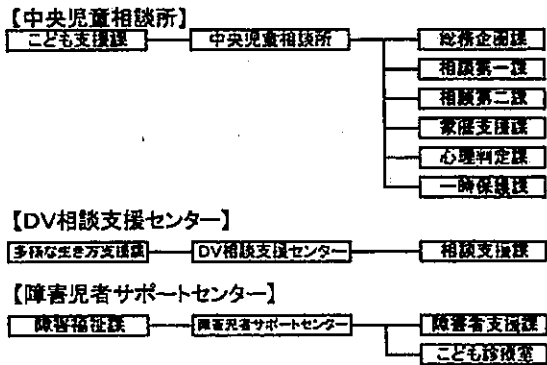 【中央児童相談所】
こども支援課 中央児童相談所 総務企画課
相談第一課
相談第二課
家庭支援課
心理判定課
一時保護課
【DV相談支援センター】
多様な生き方支援課 DV相談支援センター 相談支援課
【障害児者サポートセンター】
障害福祉課 障害児者サポートセンター 障害者支援課
こども診療室